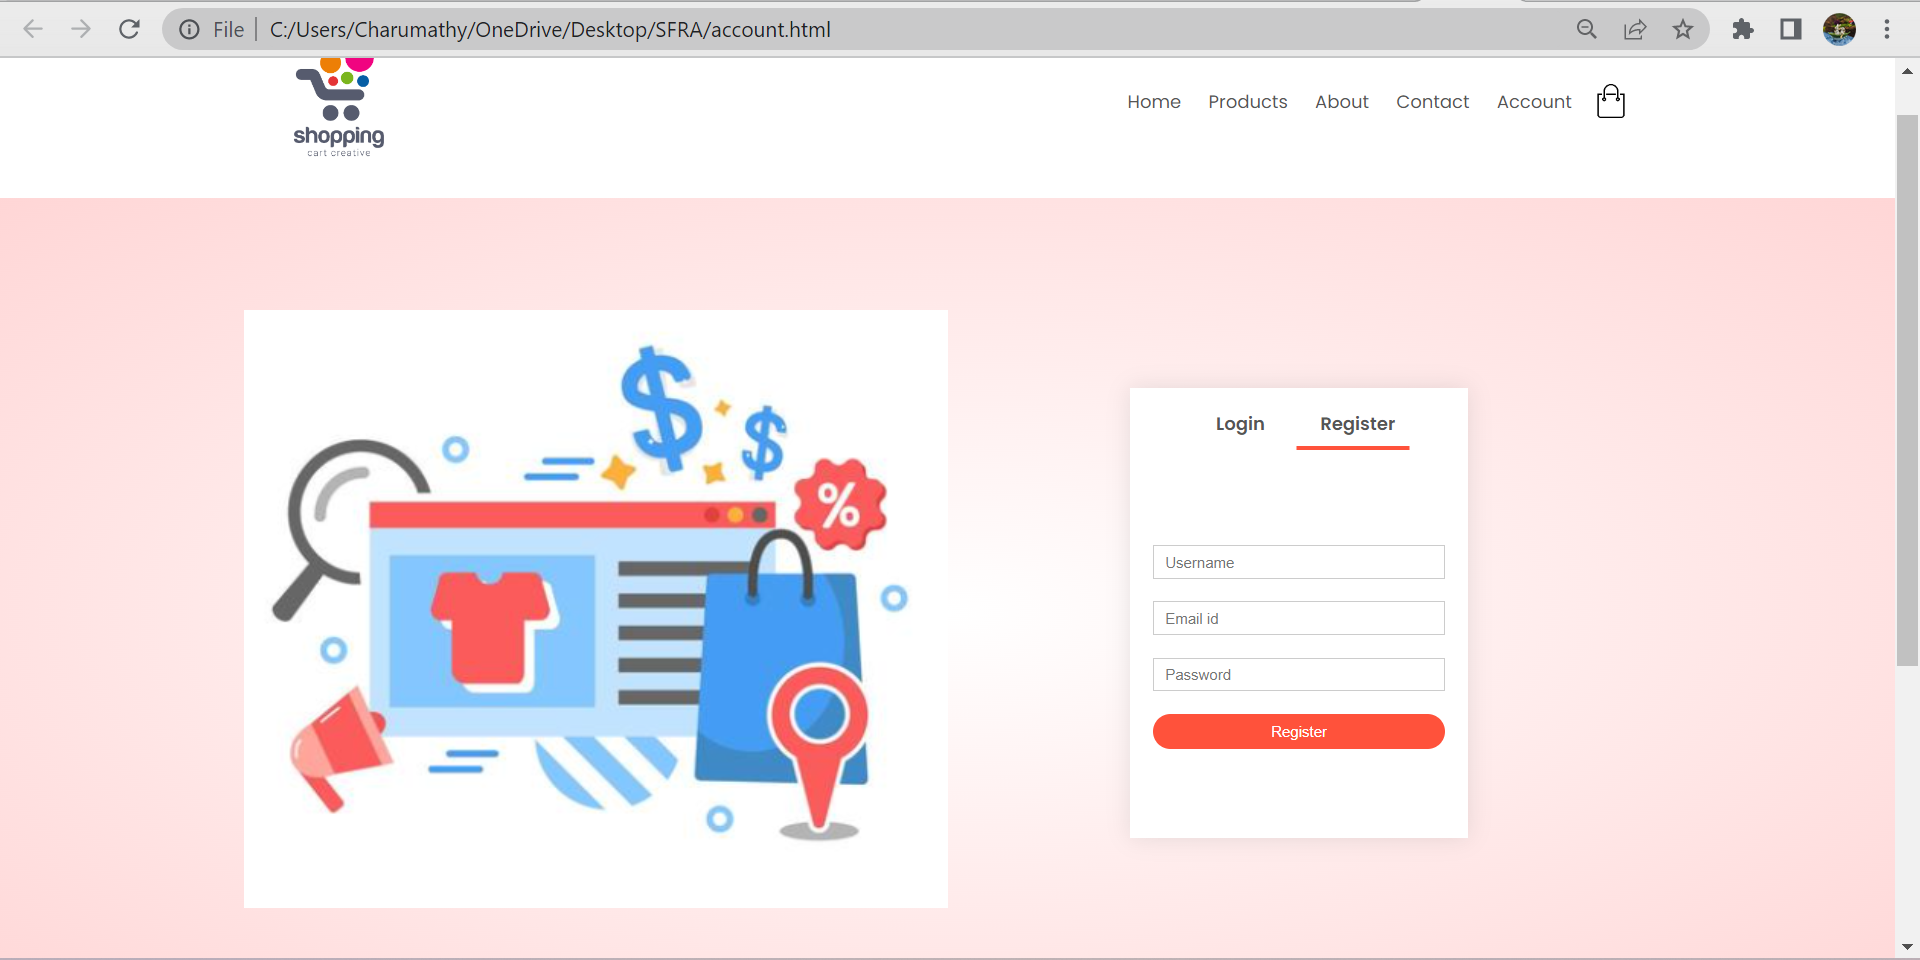 File C:/Users/Charumathy/OneDrive/Desktop/SFRA/account.html
shopping
cart creative
Home Products About Contact Account
$
$
%
Login Register
Username
Email id
Password
Register